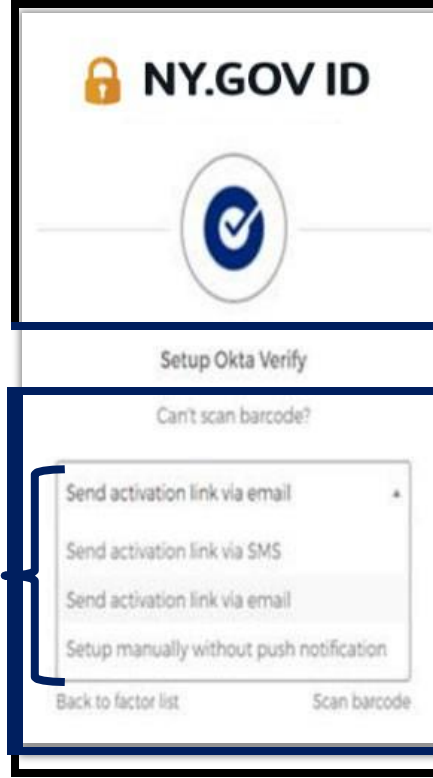 NY.GOV ID
Setup Okta Verify
Can't scan barcode?
Send activation link via email
Send activation link via SMS
Send activation link via email
Setup manually without push notification
Back to factor list Scan barcode